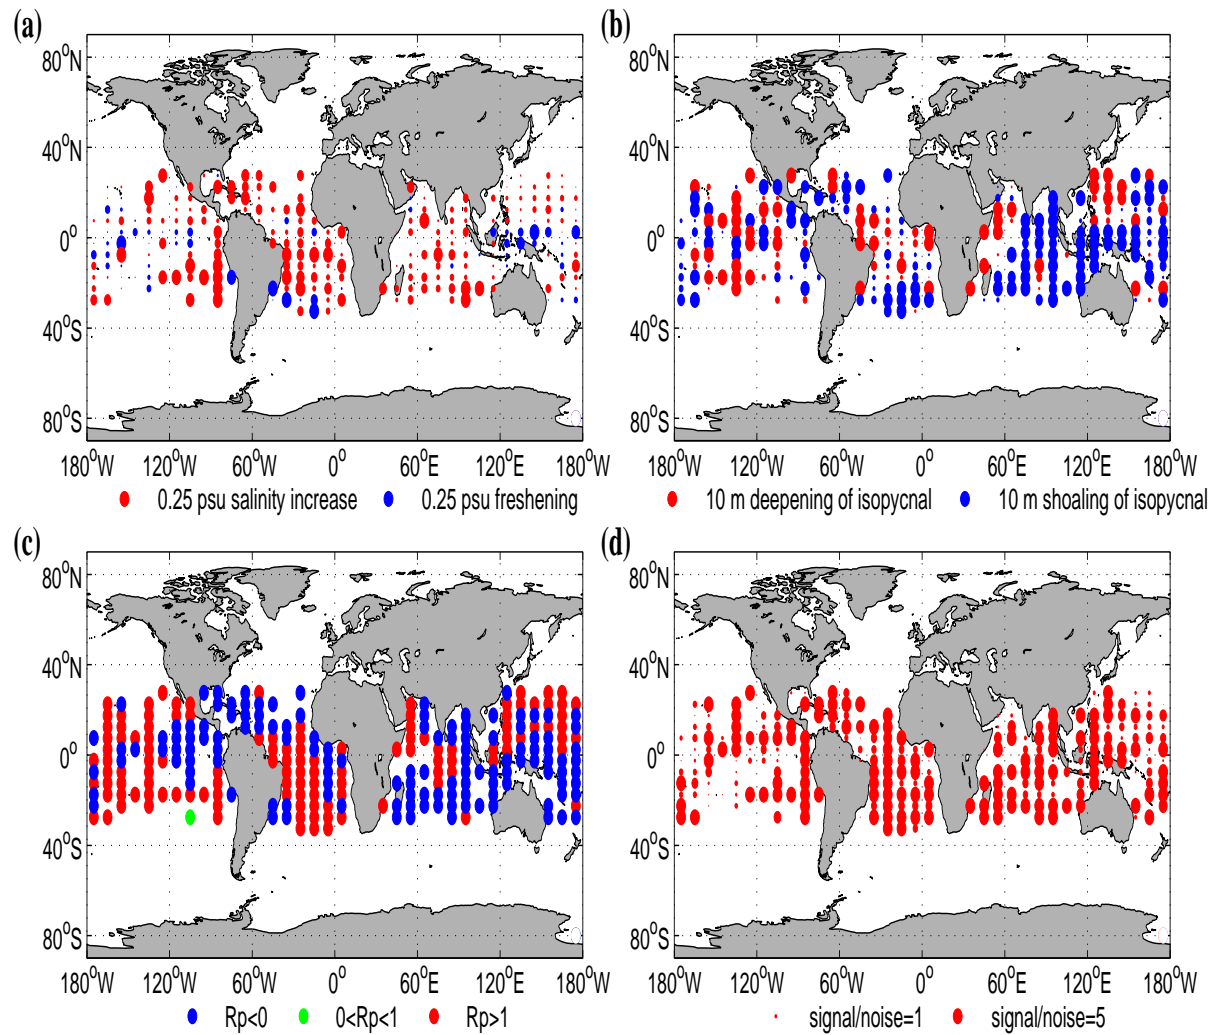 (a)
80°N
40°N
0°
40°S
80°S
180°W 120°W 60°W 0° 60°E 120°E 180°W
0.25 psu salinity increase 0.25 psu freshening
(b)
80°N
40°N
0°
40°S
80°S
180°W 120°W 60°W 0° 60°E 120°E 180°W
10 m deepening of isopycnal 10 m shoaling of isopycnal
(c)
80°N
40°N
0°
40°S
80°S
180°W 120°W 60°W 0° 60°E 120°E 180°W
Rp<0 0<Rp<1 Rp>1
(d)
80°N
40°N
0°
40°S
80°S
180°W 120°W 60°W 0° 60°E 120°E 180°W
signal/noise=1 signal/noise=5